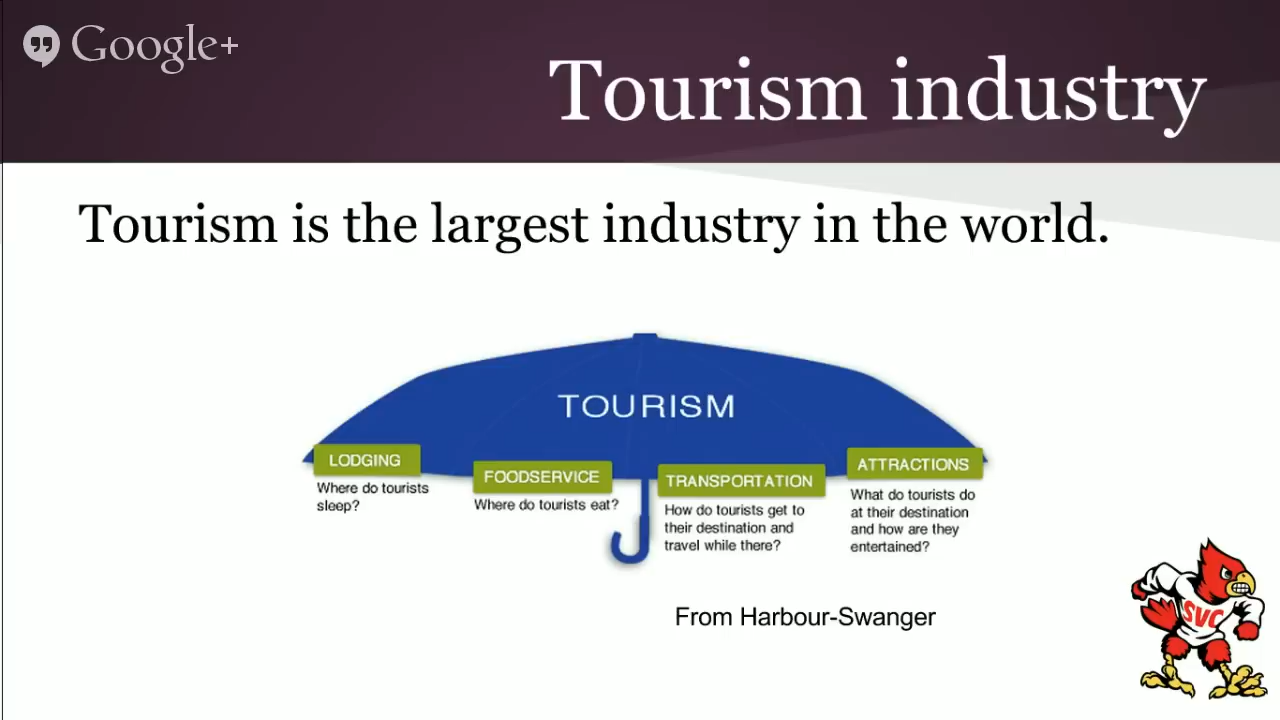 Google+
Tourism industry
Tourism is the largest industry in the world.
TOURISM
LODGING
Where do tourists
sleep?
FOODSERVICE
Where do tourists eat?
TRANSPORTATION
How do tourists get to
their destination and
travel while there?
ATTRACTIONS
What do tourists do
at their destination
and how are they
entertained?
From Harbour-Swanger
SVC